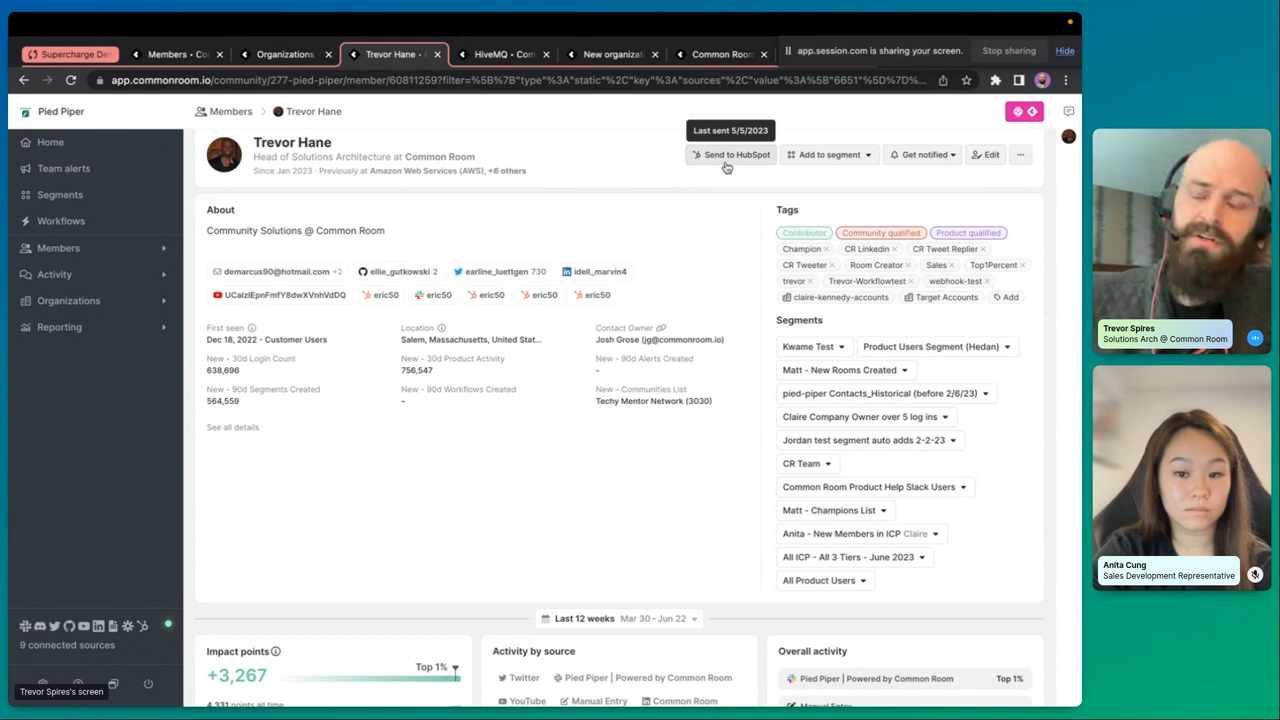 Supercharge Den
Members • Co
Organizations
Trevor Hane •
HiveMQ • Com
New organizat
Common Room
app.session.com is sharing your screen.
Stop sharing
Hide
app.commonroom.io/community/277-pied-piper/member/60811259?filter=%5B%7B"type"%3A"static"%2C"key"%3A"sources"%2C"value"%3A%5B"6651"%5D%7D%...
Pied Piper
Members
Trevor Hane
Home
Team alerts
Segments
Workflows
Members
Activity
Organizations
Reporting
9 connected sources
Trevor Spires's screen
Trevor Hane
Head of Solutions Architecture at Common Room
Since Jan 2023 · Previously at Amazon Web Services (AWS), +6 others
Last sent 5/5/2023
Send to HubSpot
Add to segment
Get notified
Edit
About
Community Solutions @ Common Room
demarcus90@hotmail.com +2
ellie_gutkowski 2
earline_luettgen 730
idell_marvin4
UCaIzlEpnFmfY8dwXVnhVdDQ
eric50
eric50
eric50
eric50
eric50
First seen
Dec 18, 2022 - Customer Users
Location
Salem, Massachusetts, United Stat...
Contact Owner
Josh Grose (jg@commonroom.io)
New - 30d Login Count
638,696
New - 30d Product Activity
756,547
New - 90d Alerts Created
-
New - 90d Segments Created
564,559
New - 90d Workflows Created
-
New - Communities List
Techy Mentor Network (3030)
See all details
Tags
Contributor
Community qualified
Product qualified
Champion
CR Linkedin
CR Tweet Replier
CR Tweeter
Room Creator
Sales
Top1Percent
trevor
Trevor-Workflowtest
webhook-test
claire-kennedy-accounts
Target Accounts
Add
Segments
Kwame Test
Product Users Segment (Hedan)
Matt - New Rooms Created
pied-piper Contacts_Historical (before 2/6/23)
Claire Company Owner over 5 log ins
Jordan test segment auto adds 2-2-23
CR Team
Common Room Product Help Slack Users
Matt - Champions List
Anita - New Members in ICP Claire
All ICP - All 3 Tiers - June 2023
All Product Users
Last 12 weeks Mar 30 – Jun 22
Impact points
+3,267
Top 1%
4,331 points all time
Activity by source
Twitter
Pied Piper | Powered by Common Room
YouTube
Manual Entry
Common Room
Overall activity
Pied Piper | Powered by Common Room
Top 1%
Manual Entry
Trevor Spires
Solutions Arch @ Common Room
Anita Cung
Sales Development Representative